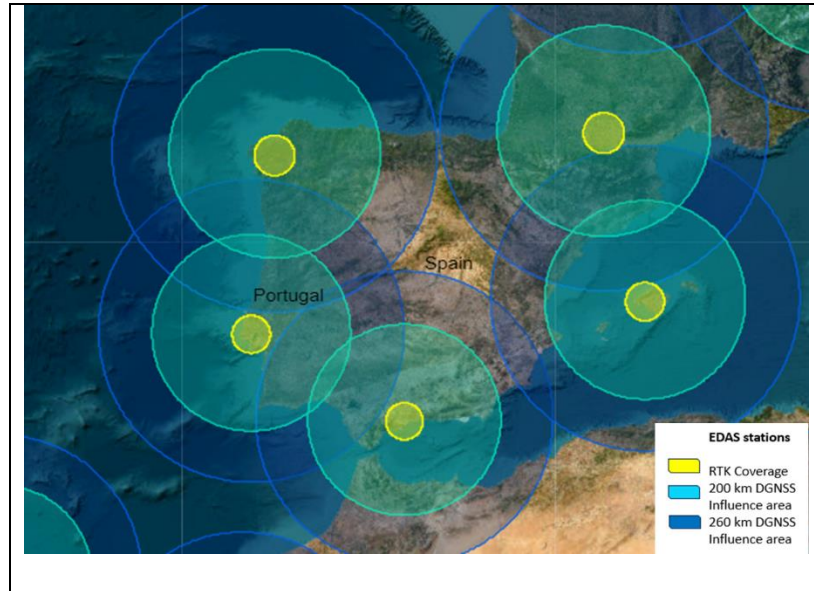 Spain
Portugal
EDAS stations
RTK Coverage
200 km DGNSS
Influence area
260 km DGNSS
Influence area